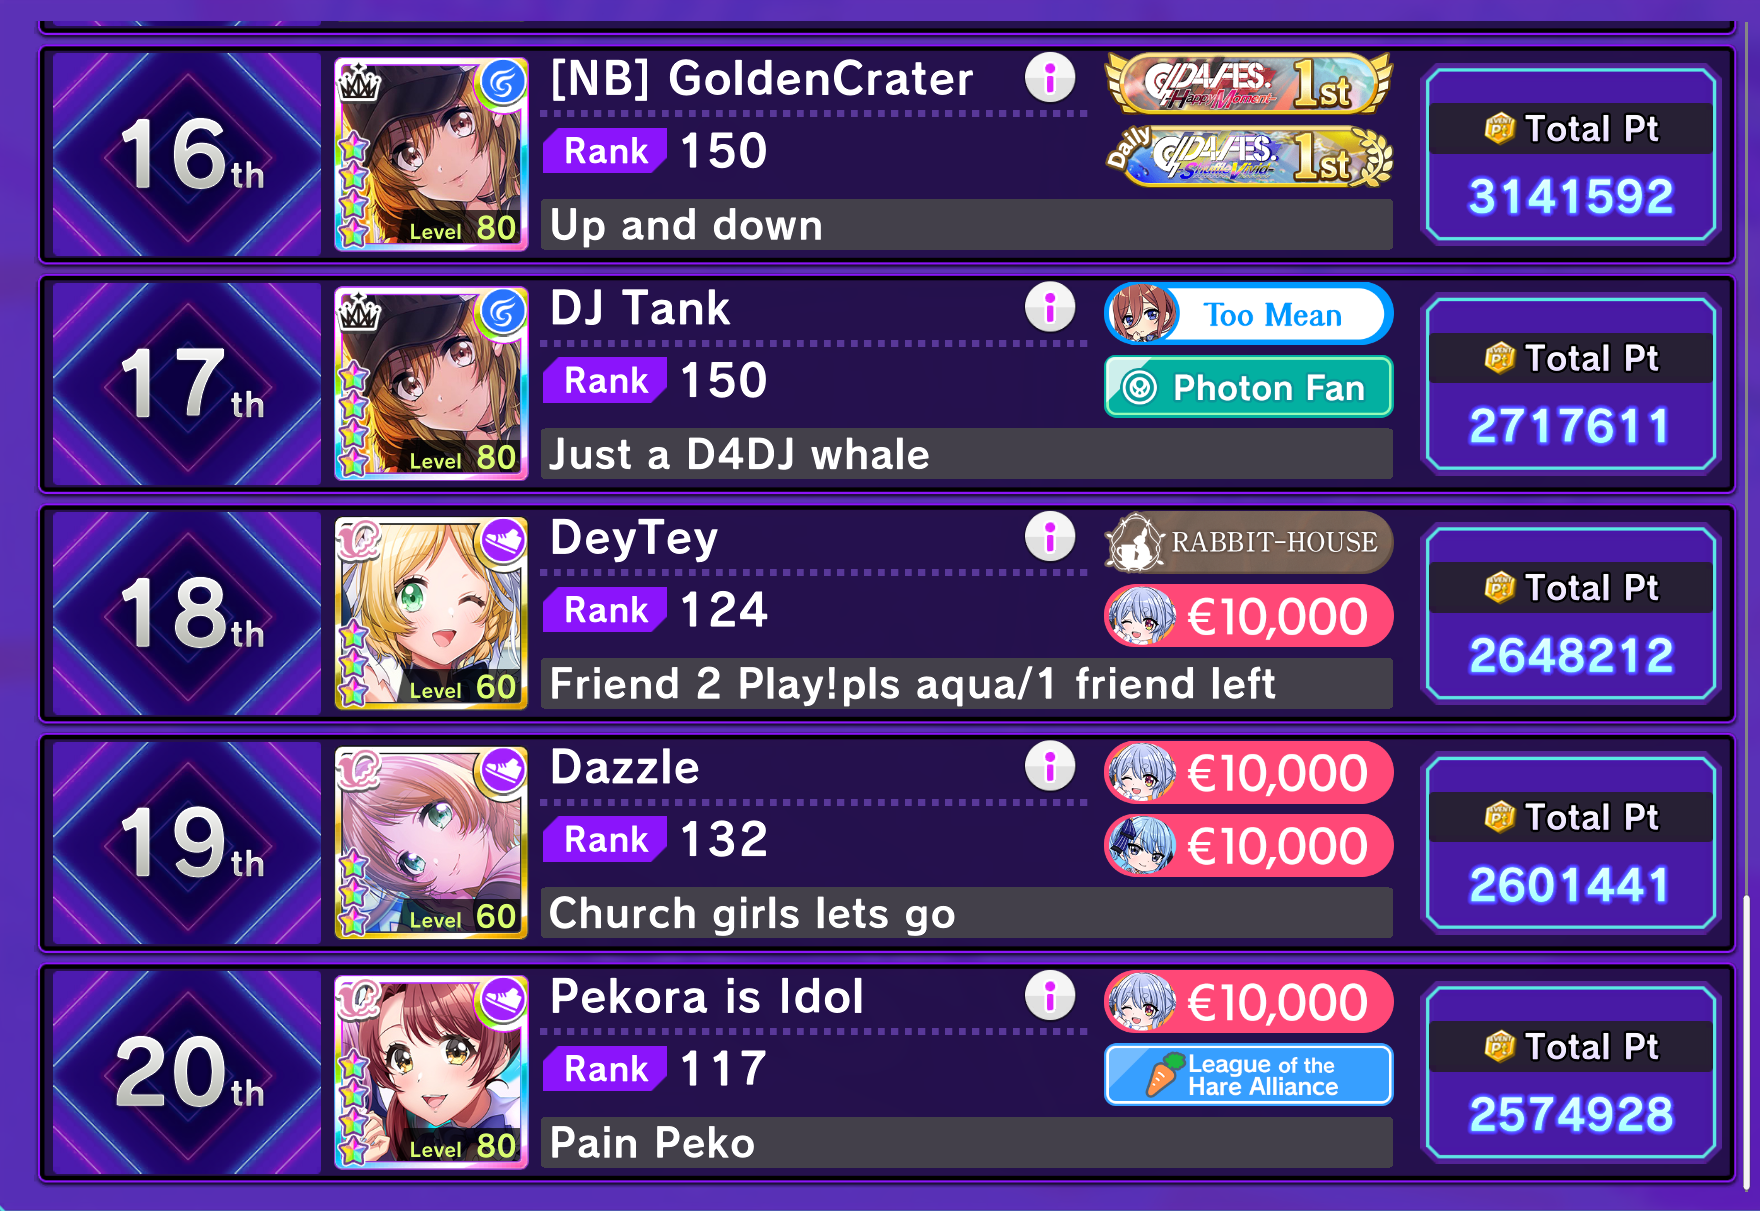 16th
Level 80
[NB] GoldenCrater
Rank 150
Up and down
D4FES. Happy Moment 1st
Daily D4FES. -ShuffleVivid- 1st
Total Pt
3141592
17th
Level 80
DJ Tank
Rank 150
Just a D4DJ whale
Too Mean
Photon Fan
Total Pt
2717611
18th
Level 60
DeyTey
Rank 124
Friend 2 Play!pls aqua/1 friend left
RABBIT-HOUSE
€10,000
Total Pt
2648212
19th
Level 60
Dazzle
Rank 132
Church girls lets go
€10,000
€10,000
Total Pt
2601441
20th
Level 80
Pekora is Idol
Rank 117
Pain Peko
€10,000
League of the
Hare Alliance
Total Pt
2574928